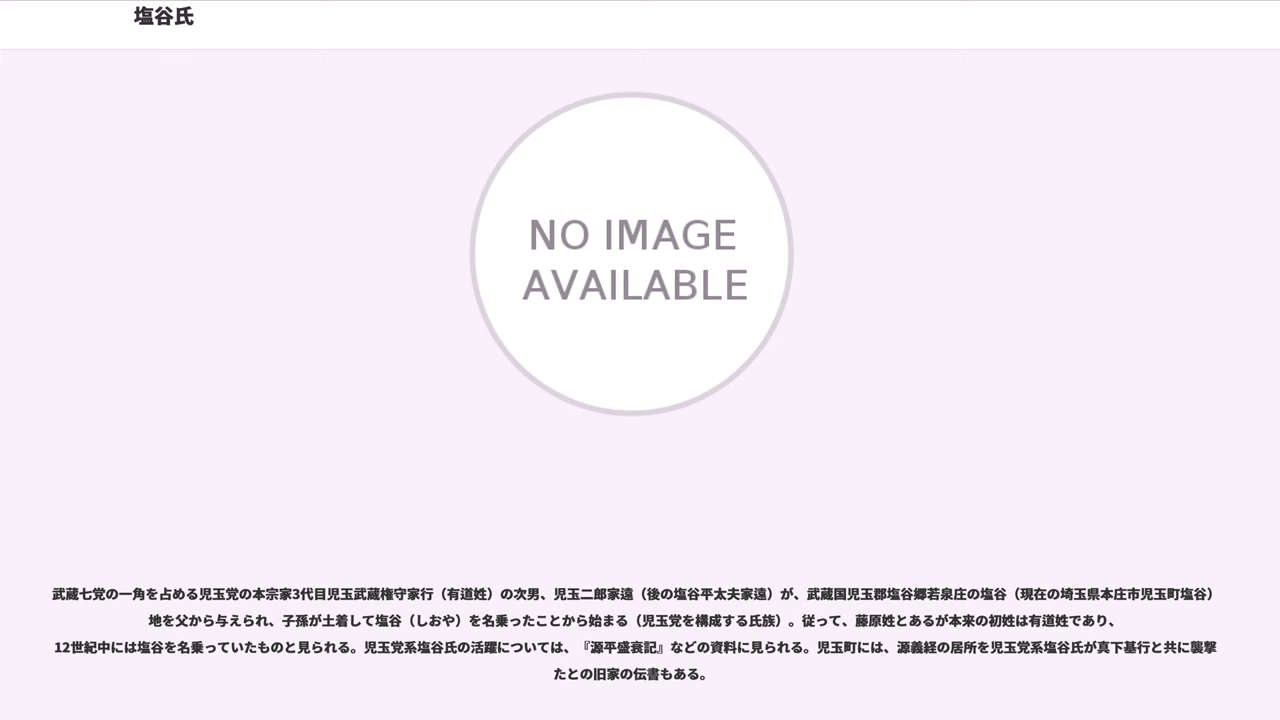 塩谷氏
NO IMAGE
AVAILABLE
武蔵七党の一角を占める児玉党の本宗家3代目児玉武蔵権守家行（有道姓）の次男、児玉二郎家遠（後の塩谷平太夫家遠）が、武蔵国児玉郡塩谷郷若泉庄の塩谷（現在の埼玉県本庄市児玉町塩谷）
地を父から与えられ、子孫が土着して塩谷（しおや）を名乗ったことから始まる（児玉党を構成する氏族）。従って、藤原姓とあるが本来の初姓は有道姓であり、
12世紀中には塩谷を名乗っていたものと見られる。児玉党系塩谷氏の活躍については、『源平盛衰記』などの資料に見られる。児玉町には、源義経の居所を児玉党系塩谷氏が真下基行と共に襲撃
たとの旧家の伝書もある。